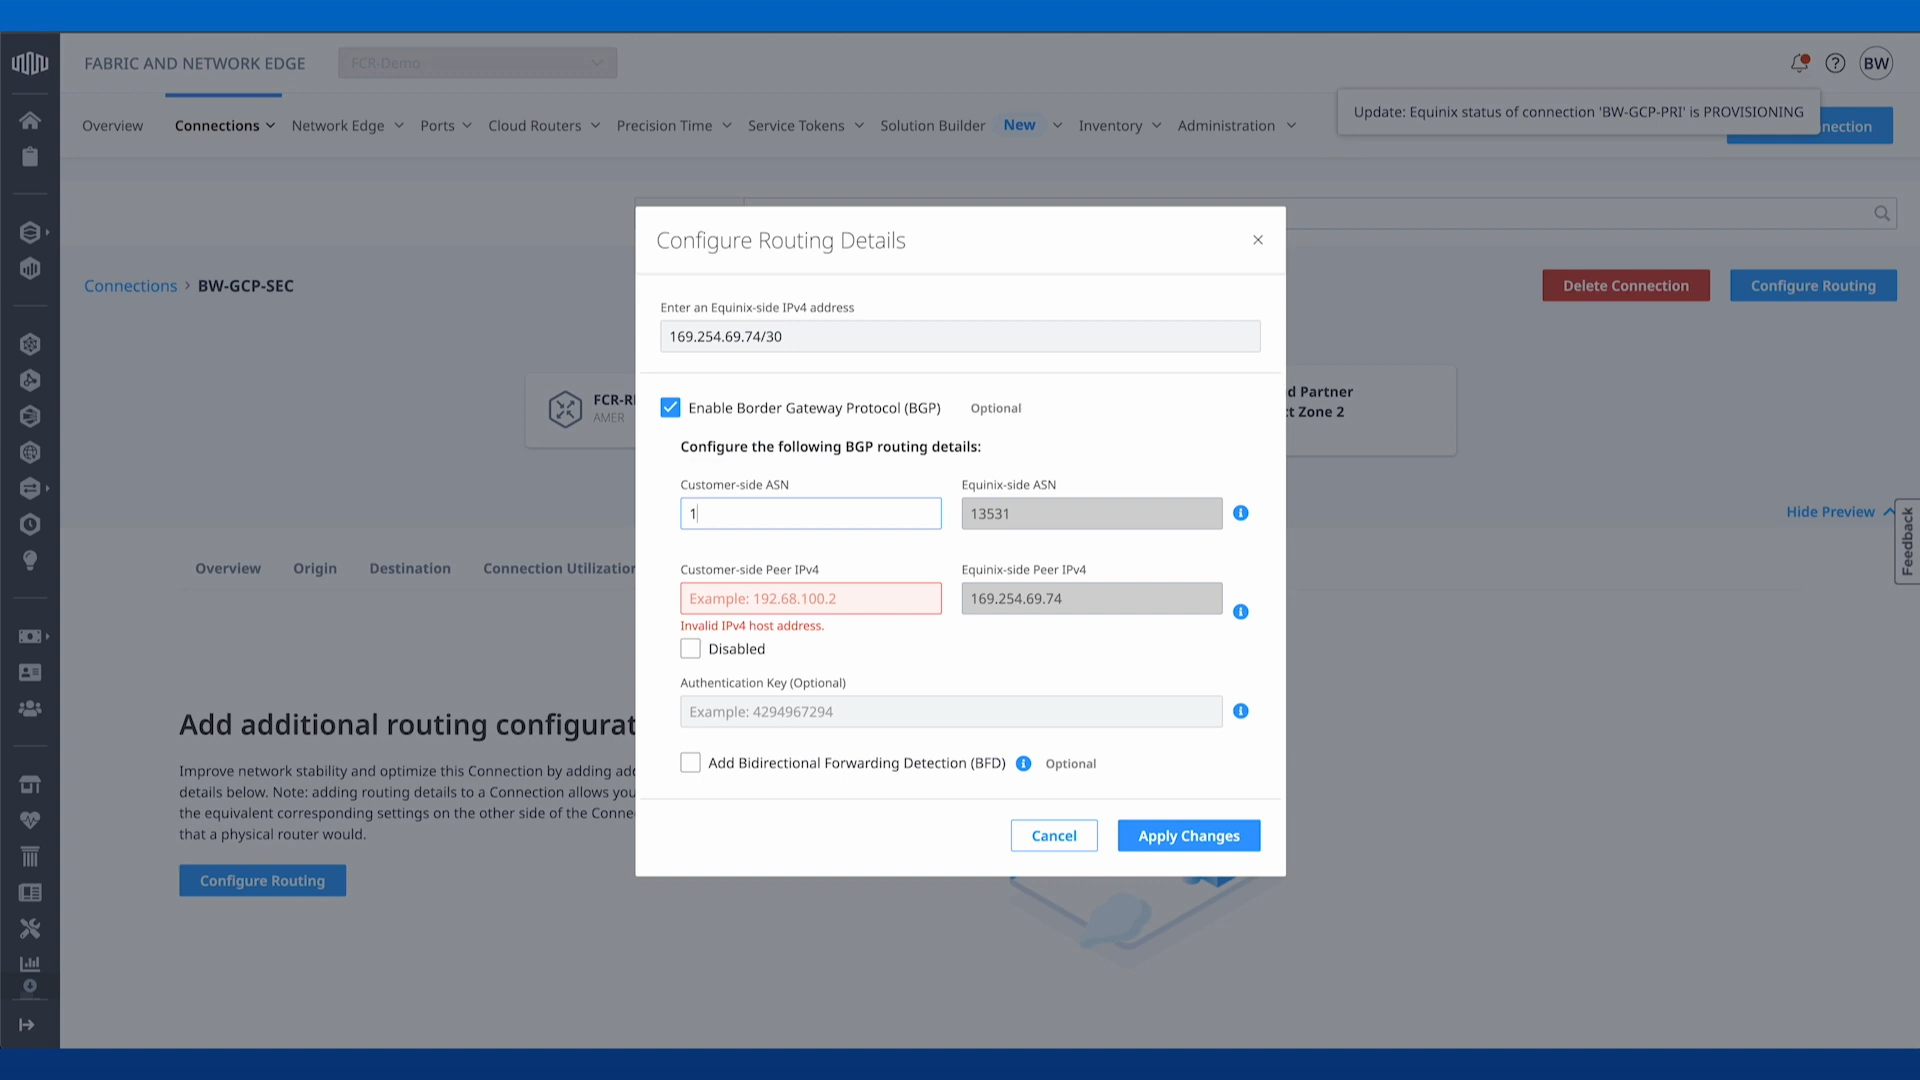 FABRIC AND NETWORK EDGE
FCR-Demo
BW
Update: Equinix status of connection 'BW-GCP-PRI' is PROVISIONING
Overview
Connections
Network Edge
Ports
Cloud Routers
Precision Time
Service Tokens
Solution Builder
New
Inventory
Administration
nection
Connections > BW-GCP-SEC
Delete Connection
Configure Routing
Configure Routing Details
Enter an Equinix-side IPv4 address
169.254.69.74/30
FCR-R
AMER
d Partner
t Zone 2
Enable Border Gateway Protocol (BGP)
Optional
Configure the following BGP routing details:
Customer-side ASN
Equinix-side ASN
1
13531
Hide Preview
Feedback
Customer-side Peer IPv4
Equinix-side Peer IPv4
Example: 192.68.100.2
169.254.69.74
Invalid IPv4 host address.
Disabled
Authentication Key (Optional)
Example: 4294967294
Add Bidirectional Forwarding Detection (BFD)
Optional
Cancel
Apply Changes
Overview
Origin
Destination
Connection Utilization
Add additional routing configurat
Improve network stability and optimize this Connection by adding add
details below. Note: adding routing details to a Connection allows you
the equivalent corresponding settings on the other side of the Conne
that a physical router would.
Configure Routing